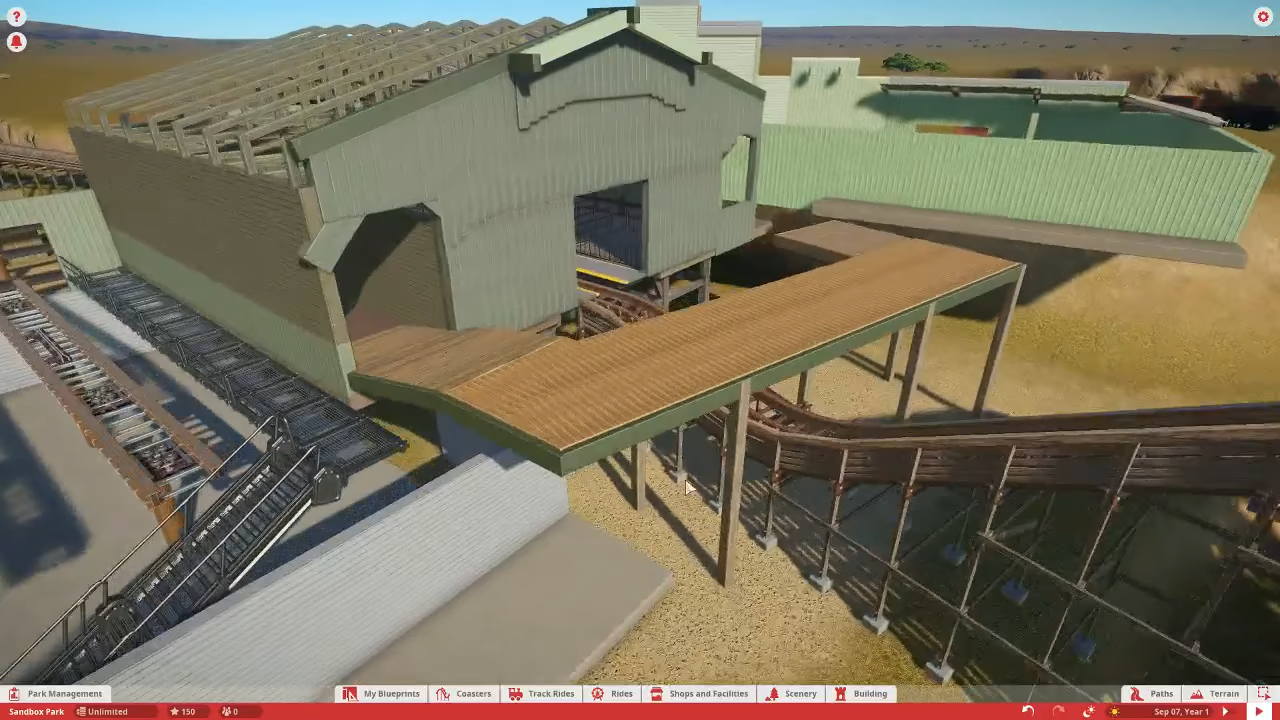 ?
Park Management
My Blueprints
Coasters
Track Rides
Rides
Shops and Facilities
Scenery
Building
Paths
Terrain
Sandbox Park
Unlimited
150
0
Sep 07, Year 1